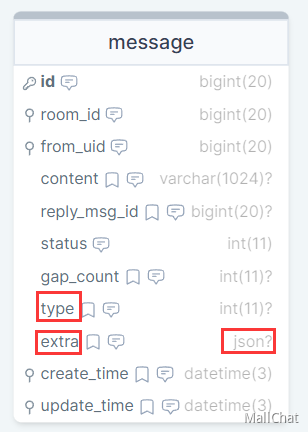 message
id bigint(20)
room_id bigint(20)
from_uid bigint(20)
content varchar(1024)?
reply_msg_id bigint(20)?
status int(11)
gap_count int(11)?
type int(11)?
extra json?
create_time datetime(3)
update_time datetime(3)
MallChat